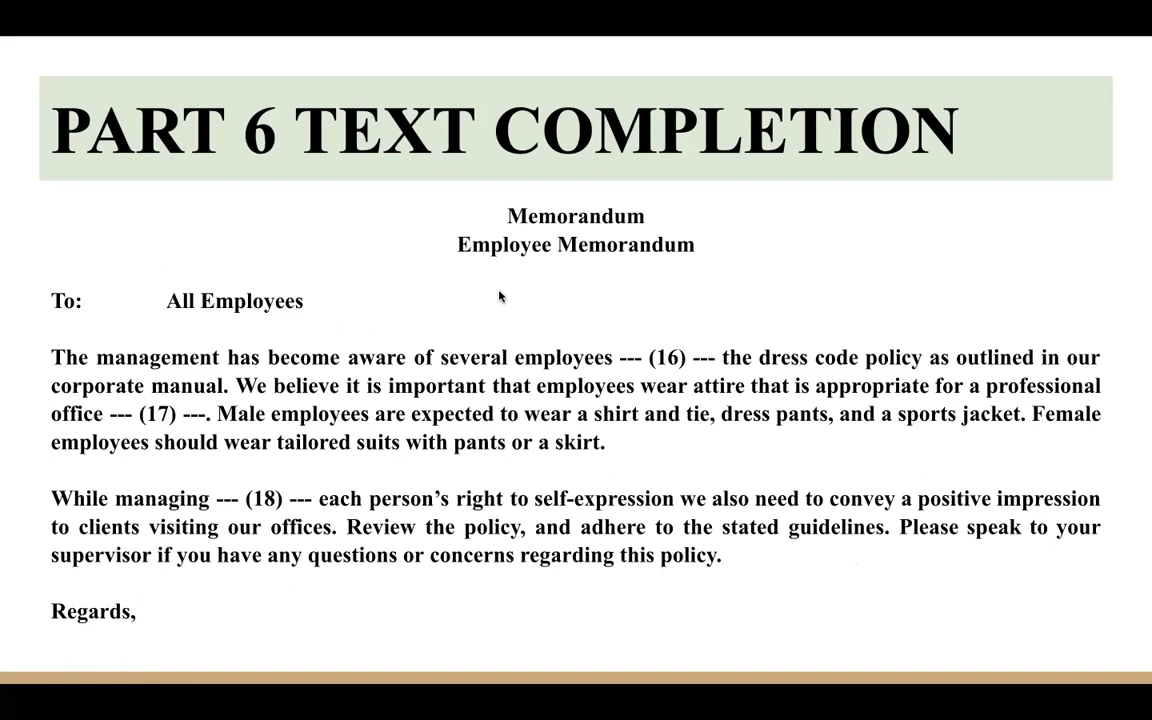 PART 6 TEXT COMPLETION
Memorandum
Employee Memorandum
To: All Employees
The management has become aware of several employees --- (16) --- the dress code policy as outlined in our
corporate manual. We believe it is important that employees wear attire that is appropriate for a professional
office --- (17) ---. Male employees are expected to wear a shirt and tie, dress pants, and a sports jacket. Female
employees should wear tailored suits with pants or a skirt.
While managing --- (18) --- each person’s right to self-expression we also need to convey a positive impression
to clients visiting our offices. Review the policy, and adhere to the stated guidelines. Please speak to your
supervisor if you have any questions or concerns regarding this policy.
Regards,